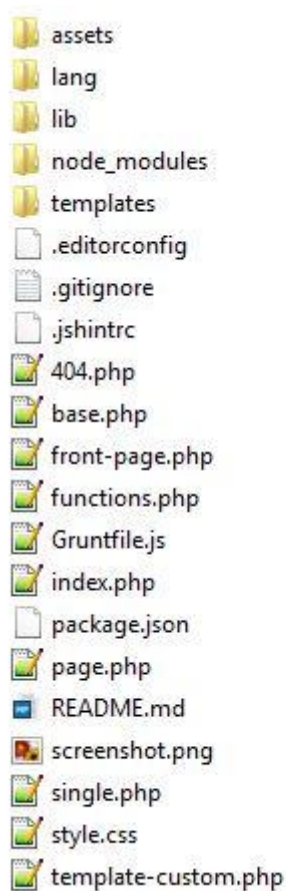 assets
lang
lib
node_modules
templates
.editorconfig
.gitignore
.jshintrc
404.php
base.php
front-page.php
functions.php
Gruntfile.js
index.php
package.json
page.php
README.md
screenshot.png
single.php
style.css
template-custom.php